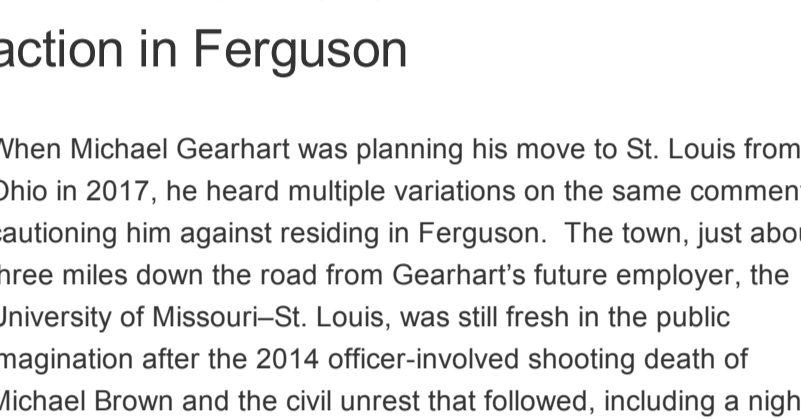 action in Ferguson
When Michael Gearhart was planning his move to St. Louis from
Ohio in 2017, he heard multiple variations on the same comment
cautioning him against residing in Ferguson.  The town, just about
three miles down the road from Gearhart’s future employer, the
University of Missouri–St. Louis, was still fresh in the public
imagination after the 2014 officer-involved shooting death of
Michael Brown and the civil unrest that followed, including a nigh